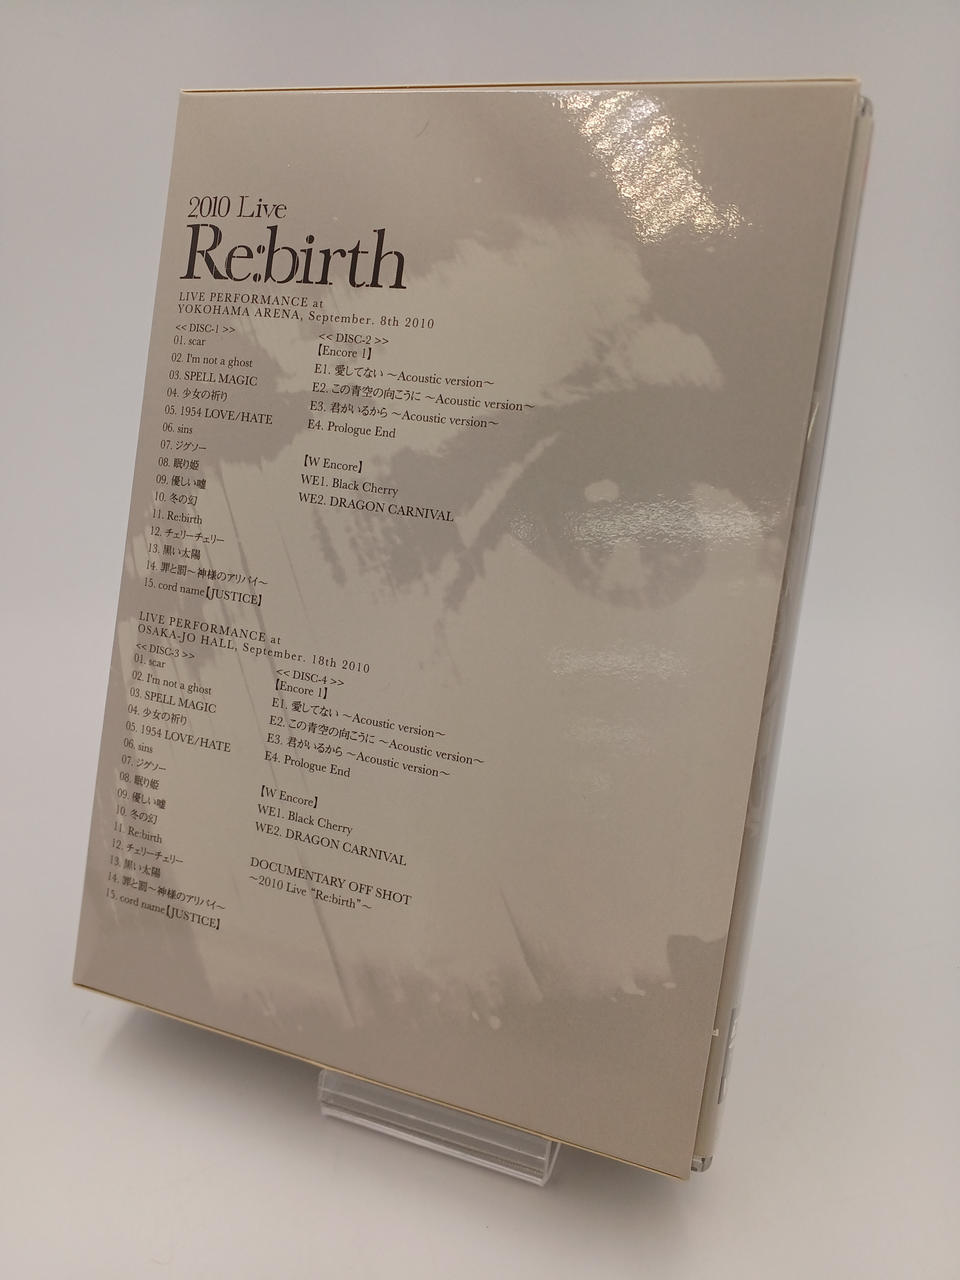 2010 Live
Re:birth
LIVE PERFORMANCE at
YOKOHAMA ARENA, September. 8th 2010
<< DISC-1 >>
01. scar
02. I'm not a ghost
03. SPELL MAGIC
04. 少女の祈り
05. 1954 LOVE/HATE
06. sins
07. ジグソー
08. 眠り姫
09. 優しい嘘
10. 冬の幻
11. Re:birth
12. チェリーチェリー
13. 黒い太陽
14. 罪と罰～神様のアリバイ～
15. cord name【JUSTICE】
<< DISC-2 >>
【Encore 1】
E1. 愛してない ～Acoustic version～
E2. この青空の向こうに ～Acoustic version～
E3. 君がいるから ～Acoustic version～
E4. Prologue End
【W Encore】
WE1. Black Cherry
WE2. DRAGON CARNIVAL
LIVE PERFORMANCE at
OSAKA-JO HALL, September. 18th 2010
<< DISC-3 >>
01. scar
02. I'm not a ghost
03. SPELL MAGIC
04. 少女の祈り
05. 1954 LOVE/HATE
06. sins
07. ジグソー
08. 眠り姫
09. 優しい嘘
10. 冬の幻
11. Re:birth
12. チェリーチェリー
13. 黒い太陽
14. 罪と罰～神様のアリバイ～
15. cord name【JUSTICE】
<< DISC-4 >>
【Encore 1】
E1. 愛してない ～Acoustic version～
E2. この青空の向こうに ～Acoustic version～
E3. 君がいるから ～Acoustic version～
E4. Prologue End
【W Encore】
WE1. Black Cherry
WE2. DRAGON CARNIVAL
DOCUMENTARY OFF SHOT
～2010 Live "Re:birth"～